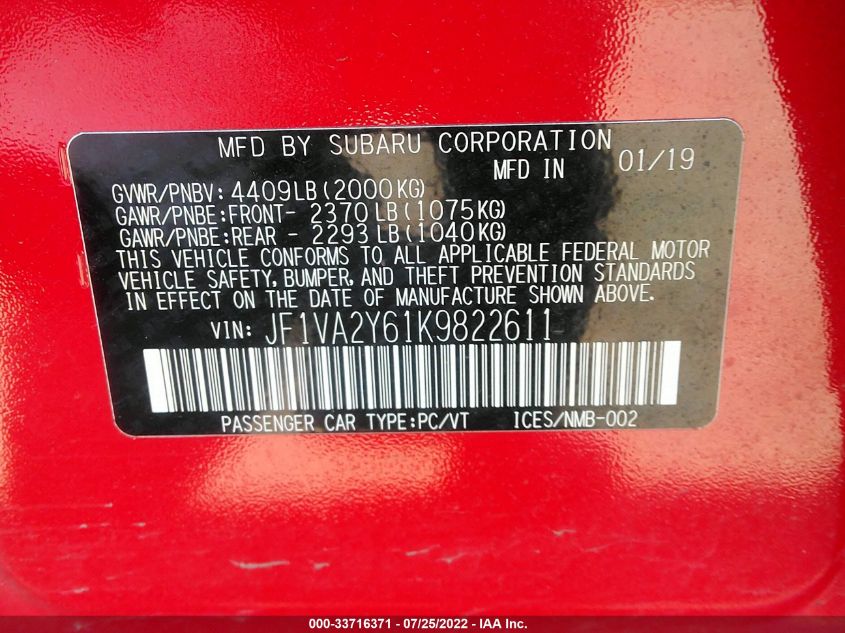 MFD BY SUBARU CORPORATION
MFD IN 01/19
GVWR/PNBV: 4409LB(2000KG)
GAWR/PNBE:FRONT- 2370LB(1075KG)
GAWR/PNBE:REAR - 2293LB(1040KG)
THIS VEHICLE CONFORMS TO ALL APPLICABLE FEDERAL MOTOR
VEHICLE SAFETY, BUMPER, AND THEFT PREVENTION STANDARDS
IN EFFECT ON THE DATE OF MANUFACTURE SHOWN ABOVE.
VIN: JF1VA2Y61K9822611
PASSENGER CAR TYPE:PC/VT ICES/NMB-002
000-33716371 - 07/25/2022 - IAA Inc.